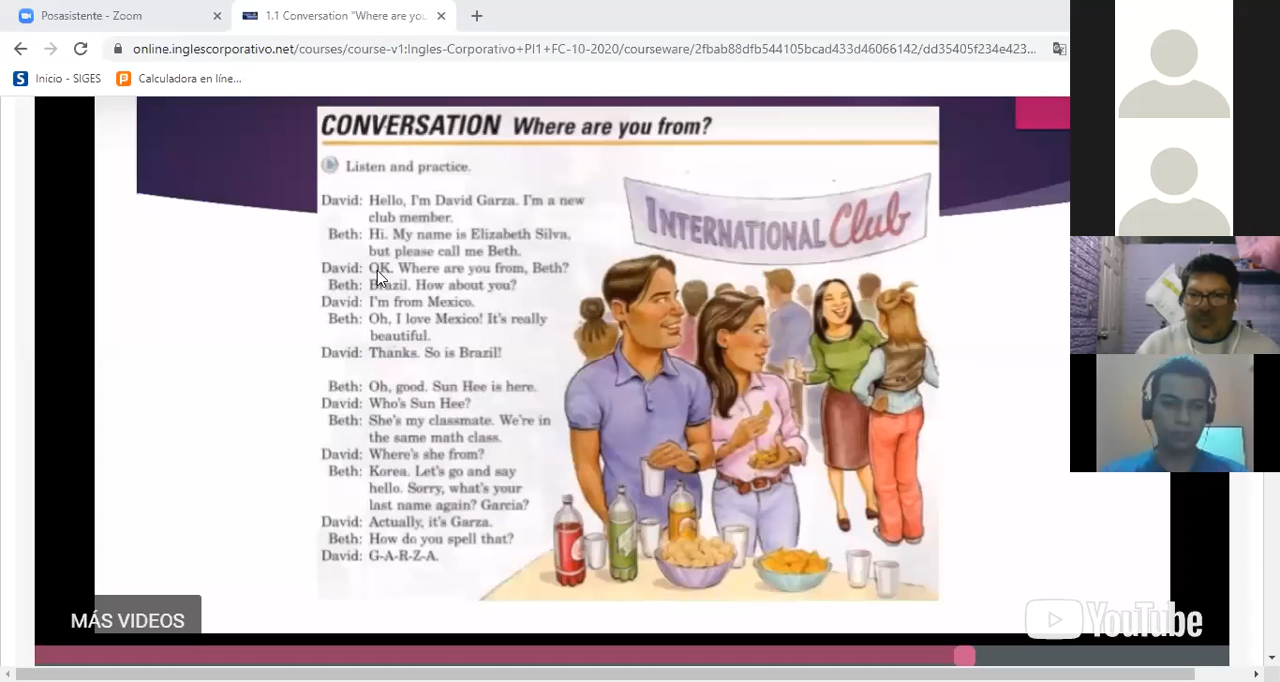 Posasistente - Zoom
1.1 Conversation "Where are you
online.inglescorporativo.net/courses/course-v1:Ingles-Corporativo+PI1+FC-10-2020/courseware/2fbab88dfb544105bcad433d46066142/dd35405f234e423...
Inicio - SIGES
Calculadora en líne...
CONVERSATION Where are you from?
Listen and practice.
David: Hello, I'm David Garza. I'm a new
club member.
Beth: Hi. My name is Elizabeth Silva,
but please call me Beth.
David: OK. Where are you from, Beth?
Beth: Brazil. How about you?
David: I'm from Mexico.
Beth: Oh, I love Mexico! It's really
beautiful.
David: Thanks. So is Brazil!
Beth: Oh, good. Sun Hee is here.
David: Who's Sun Hee?
Beth: She's my classmate. We're in
the same math class.
David: Where's she from?
Beth: Korea. Let's go and say
hello. Sorry, what's your
last name again? Garcia?
David: Actually, it's Garza.
Beth: How do you spell that?
David: G-A-R-Z-A.
INTERNATIONAL Club
MÁS VIDEOS
YouTube